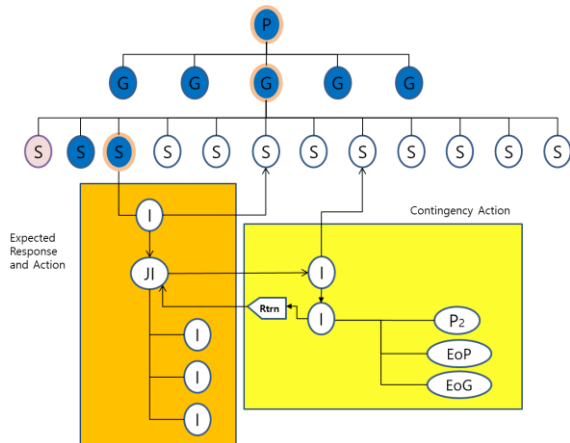 P
G G G G G
S S S S S S S S S S S S
I
Contingency Action
Expected
Response
and Action
JI
I
Rtrn
I
P2
I
EoP
I
EoG
I